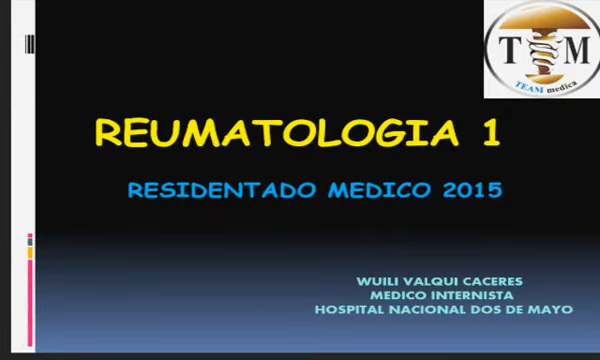 T M
TEAM medica
REUMATOLOGIA 1
RESIDENTADO MEDICO 2015
WUILI VALQUI CACERES
MEDICO INTERNISTA
HOSPITAL NACIONAL DOS DE MAYO